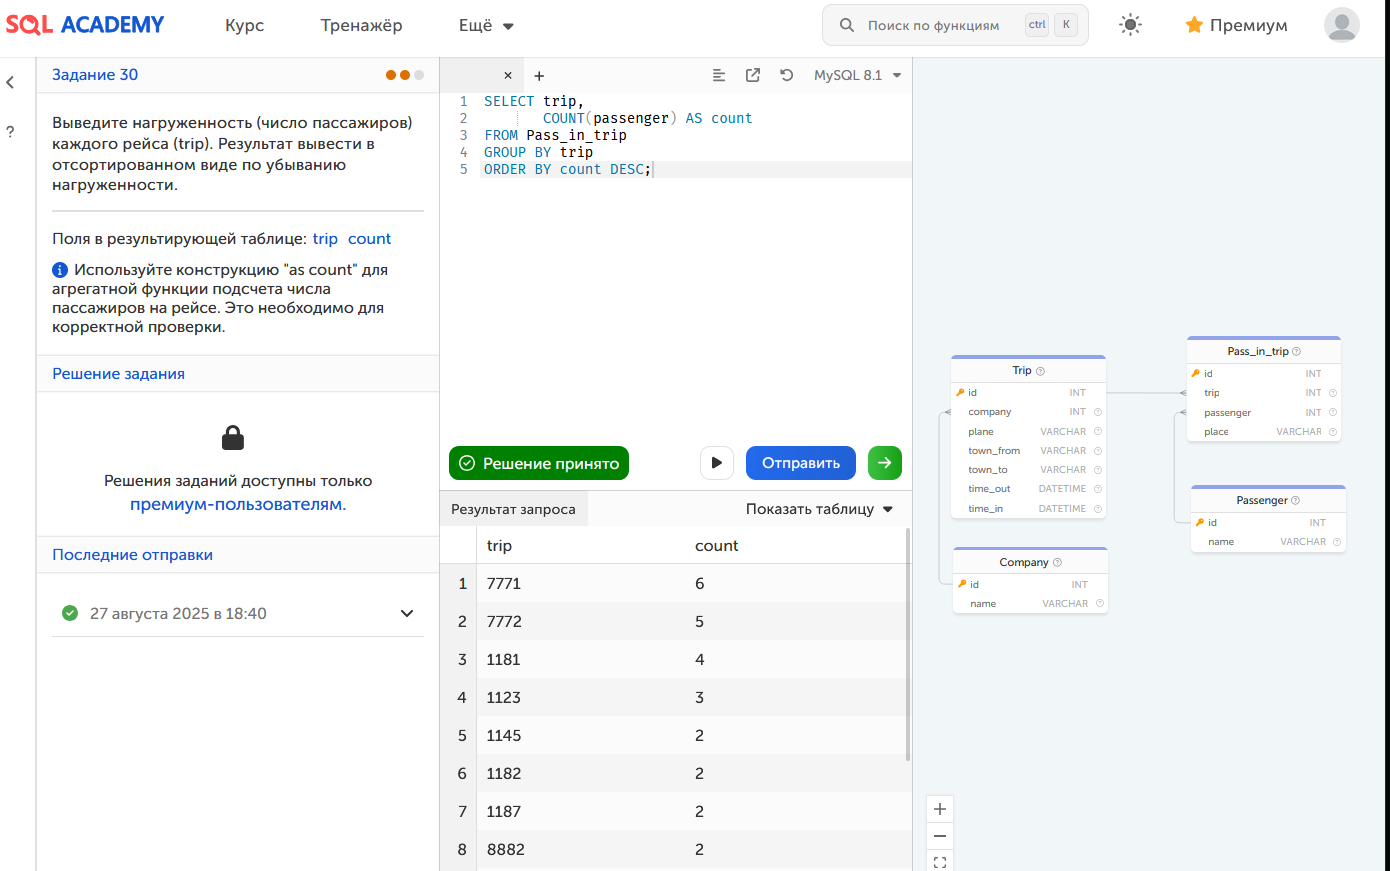 SQL ACADEMY
Курс
Тренажёр
Ещё
Поиск по функциям
ctrl
K
Премиум
Задание 30
Выведите нагруженность (число пассажиров)
каждого рейса (trip). Результат вывести в
отсортированном виде по убыванию
нагруженности.
Поля в результирующей таблице: trip count
Используйте конструкцию "as count" для
агрегатной функции подсчета числа
пассажиров на рейсе. Это необходимо для
корректной проверки.
Решение задания
Решения заданий доступны только
премиум-пользователям.
Последние отправки
27 августа 2025 в 18:40
MySQL 8.1
1 SELECT trip,
2 COUNT(passenger) AS count
3 FROM Pass_in_trip
4 GROUP BY trip
5 ORDER BY count DESC;
Решение принято
Отправить
Результат запроса
Показать таблицу
trip count
1 7771 6
2 7772 5
3 1181 4
4 1123 3
5 1145 2
6 1182 2
7 1187 2
8 8882 2
Trip
id INT
company INT
plane VARCHAR
town_from VARCHAR
town_to VARCHAR
time_out DATETIME
time_in DATETIME
Company
id INT
name VARCHAR
Pass_in_trip
id INT
trip INT
passenger INT
place VARCHAR
Passenger
id INT
name VARCHAR